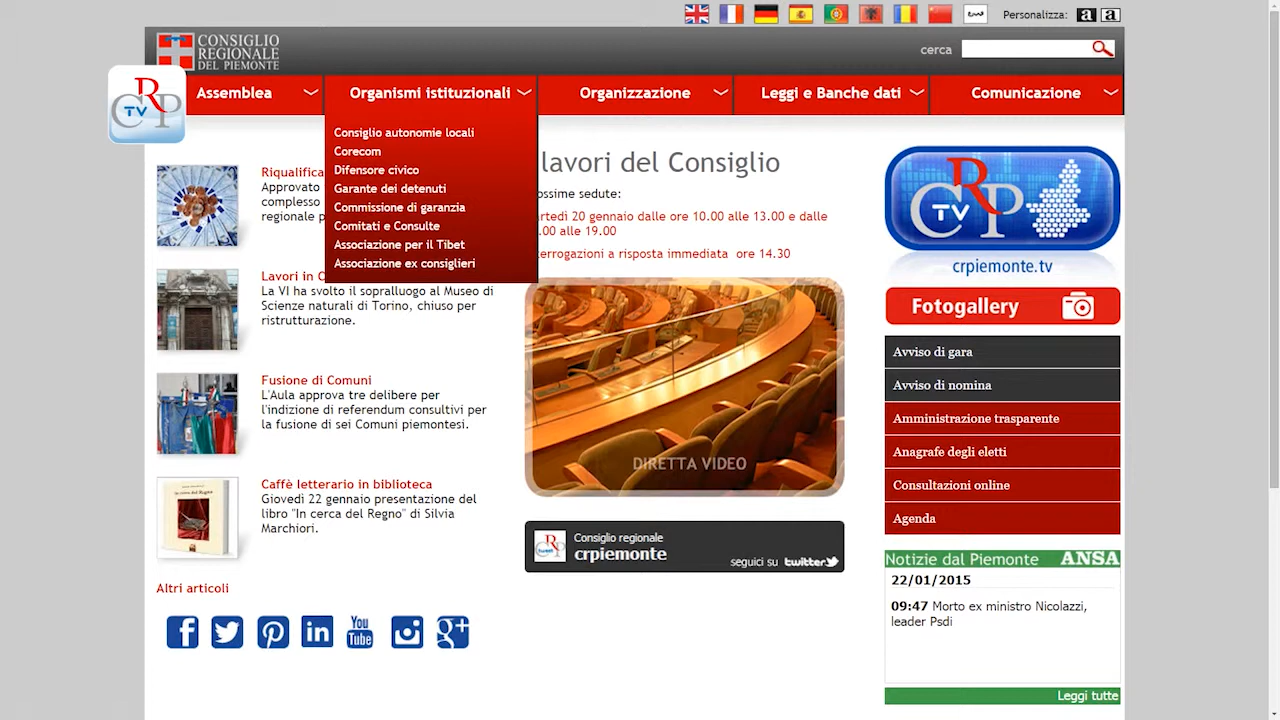 Personalizza: a a
CONSIGLIO
REGIONALE
DEL PIEMONTE
cerca
CRP TV
Assemblea
Organismi istituzionali
Organizzazione
Leggi e Banche dati
Comunicazione
Consiglio autonomie locali
Corecom
Difensore civico
Garante dei detenuti
Commissione di garanzia
Comitati e Consulte
Associazione per il Tibet
Associazione ex consiglieri
Riqualifica
Approvato
complesso
regionale p
Lavori in C
La VI ha svolto il sopralluogo al Museo di
Scienze naturali di Torino, chiuso per
ristrutturazione.
Fusione di Comuni
L'Aula approva tre delibere per
l'indizione di referendum consultivi per
la fusione di sei Comuni piemontesi.
Caffè letterario in biblioteca
Giovedì 22 gennaio presentazione del
libro "In cerca del Regno" di Silvia
Marchiori.
Altri articoli
You
Tube
lavori del Consiglio
ossime sedute:
artedì 20 gennaio dalle ore 10.00 alle 13.00 e dalle
.00 alle 19.00
terrogazioni a risposta immediata ore 14.30
DIRETTA VIDEO
Consiglio regionale
crpiemonte
seguici su twitter
CRP TV
crpiemonte.tv
Fotogallery
Avviso di gara
Avviso di nomina
Amministrazione trasparente
Anagrafe degli eletti
Consultazioni online
Agenda
Notizie dal Piemonte ANSA
22/01/2015
09:47 Morto ex ministro Nicolazzi,
leader Psdi
Leggi tutte